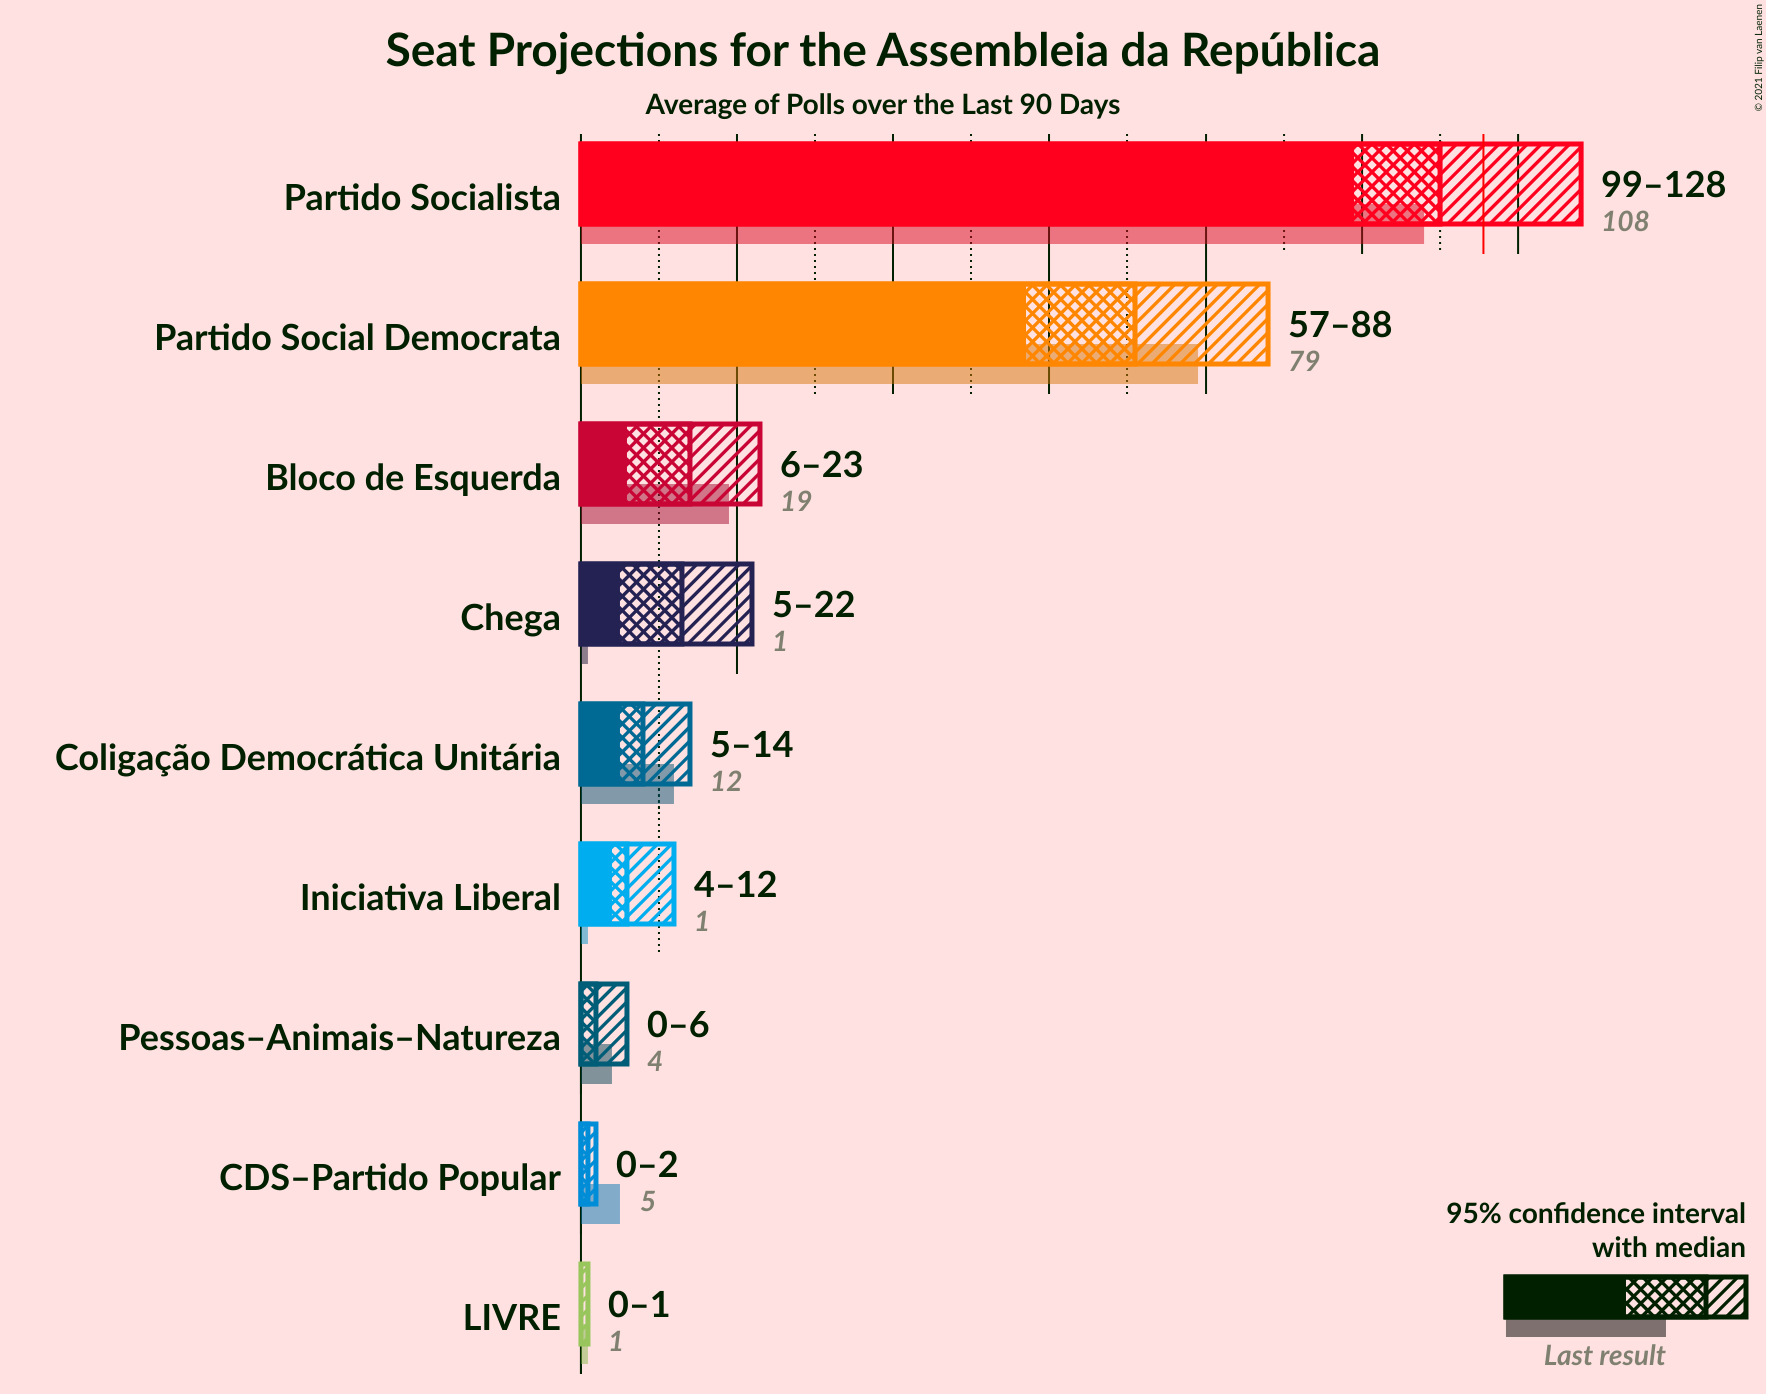 Seat Projections for the Assembleia da República
Average of Polls over the Last 90 Days
© 2021 Filip van Laenen
Partido Socialista
99–128
108
Partido Social Democrata
57–88
79
Bloco de Esquerda
6–23
19
Chega
5–22
1
Coligação Democrática Unitária
5–14
12
Iniciativa Liberal
4–12
1
Pessoas–Animais–Natureza
0–6
4
CDS–Partido Popular
0–2
5
LIVRE
0–1
1
95% confidence interval
with median
Last result